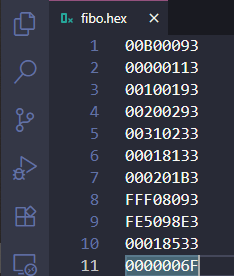 fibo.hex
1 00B00093
2 00000113
3 00100193
4 00200293
5 00310233
6 00018133
7 000201B3
8 FFF08093
9 FE5098E3
10 00018533
11 0000006F